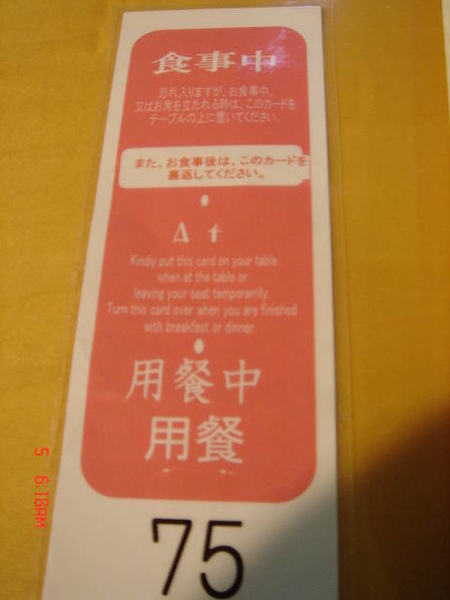 食事中
恐れ入りますが、お食事中、
又はお席を立たれる時は、このカードを
テーブルの上に置いてください。
また、お食事後は、このカードを
裏返してください。
At
Kindly put this card on your table
when at the table or
leaving your seat temporarily.
Turn this card over when you are finished
with breakfast or dinner.
用餐中
用餐
75
5 6:18AM